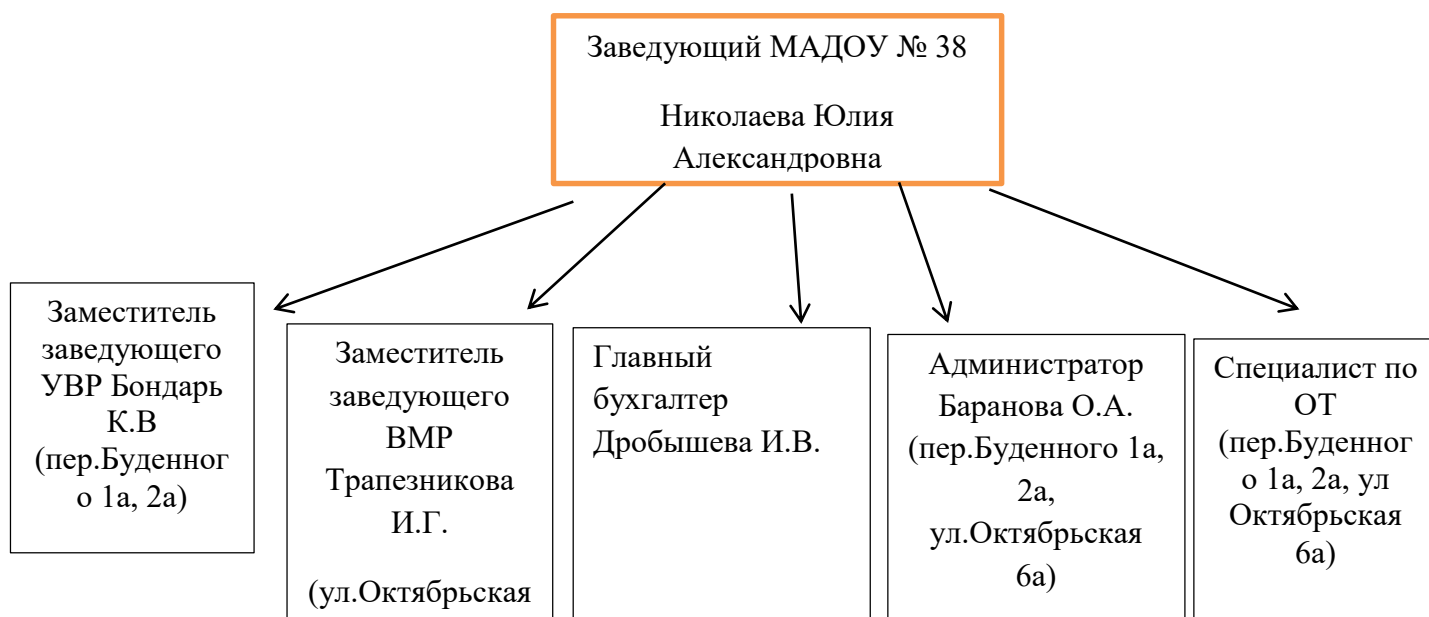 Заведующий МАДОУ № 38
Николаева Юлия
Александровна
Заместитель
заведующего
УВР Бондарь
К.В
(пер.Буденног
о 1а, 2а)
Заместитель
заведующего
ВМР
Трапезникова
И.Г.
(ул.Октябрьская
Главный
бухгалтер
Дробышева И.В.
Администратор
Баранова О.А.
(пер.Буденного 1а,
2а,
ул.Октябрьская
6а)
Специалист по
ОТ
(пер.Буденног
о 1а, 2а, ул
Октябрьская
6а)